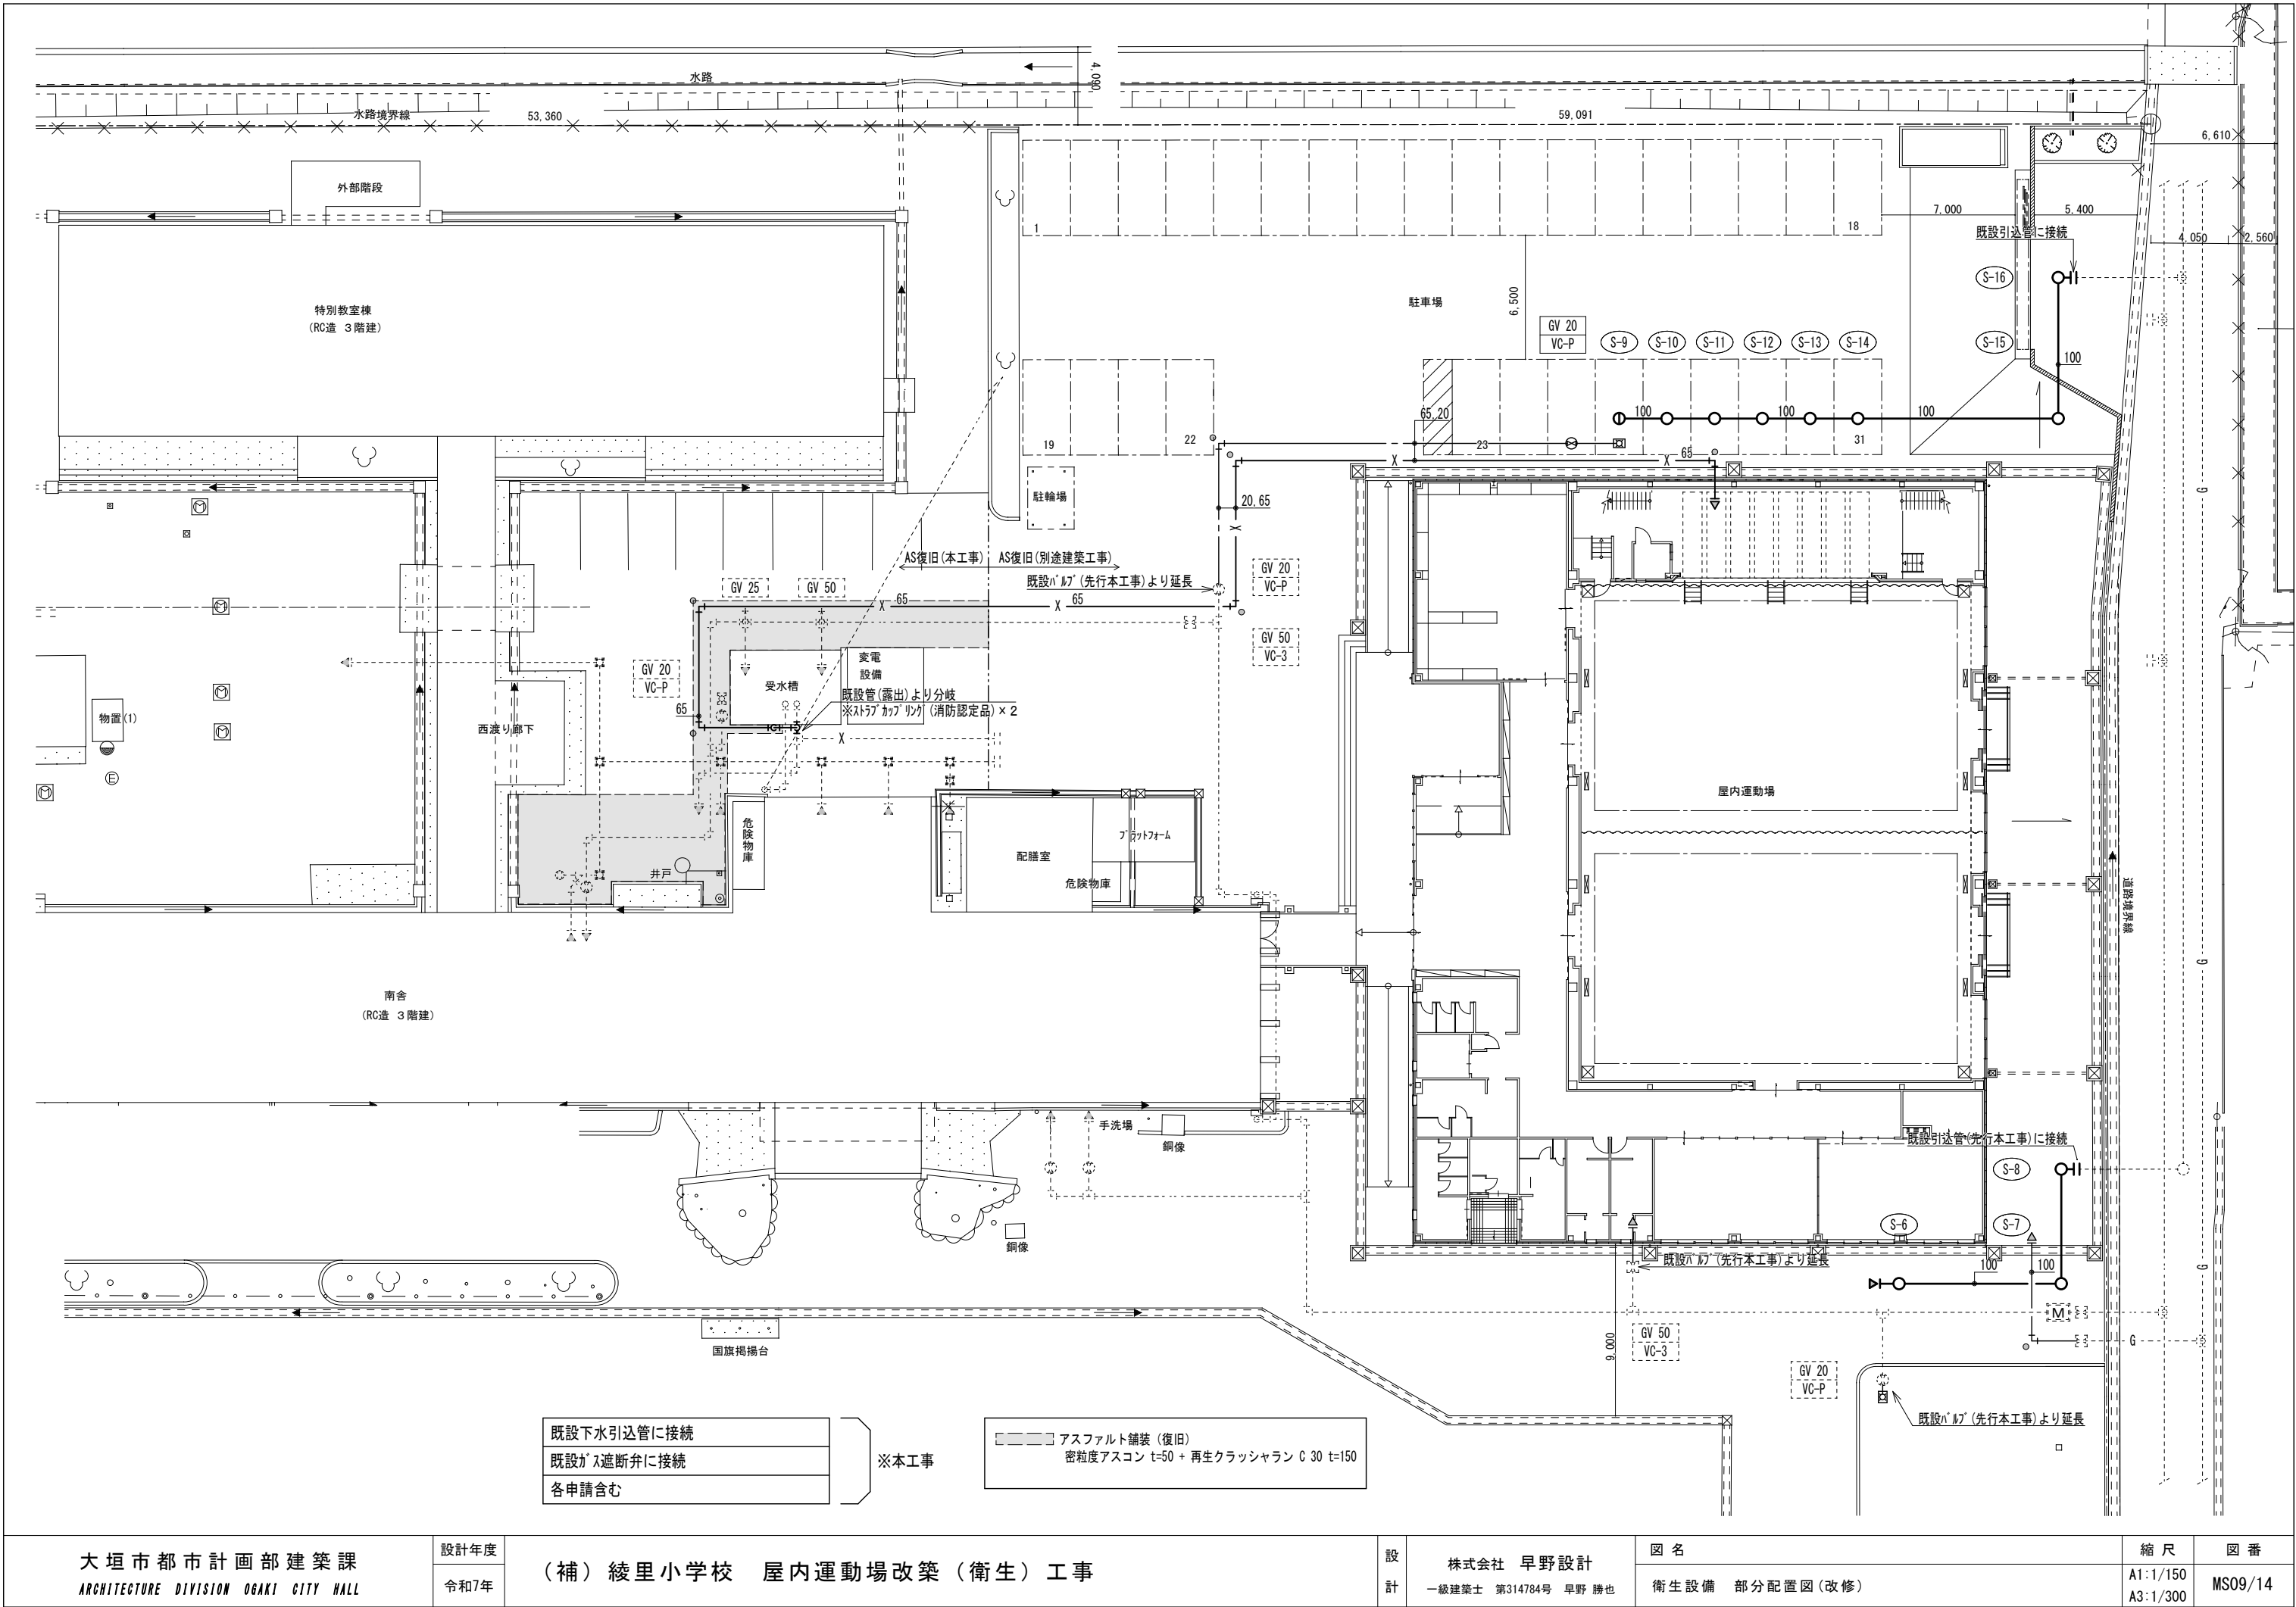 水路
4,090
水路境界線
53,360
59,091
6,610
外部階段
1
18
7,000
5,400
既設引込管に接続
4,050
2,560
特別教室棟
(RC造 3階建)
駐車場
6,500
S-16
GV 20
VC-P
S-9
S-10
S-11
S-12
S-13
S-14
S-15
100
65.20
100
100
100
19
22
23
31
X
X
65
駐輪場
20.65
X
G
AS復旧(本工事)
AS復旧(別途建築工事)
既設バルブ(先行本工事)より延長
GV 25
GV 50
GV 20
VC-P
X
65
X
65
GV 50
VC-3
GV 20
VC-P
変電
設備
受水槽
既設管(露出)より分岐
※ストラブカップリング(消防認定品)×2
65
物置(1)
西渡り廊下
X
E
M
屋内運動場
危険物庫
プラットフォーム
配膳室
危険物庫
井戸
道路境界線
G
南舎
(RC造 3階建)
手洗場
銅像
既設引込管(先行本工事)に接続
S-8
S-6
S-7
銅像
既設バルブ(先行本工事)より延長
100
100
G
M
G
国旗掲揚台
9,000
GV 50
VC-3
GV 20
VC-P
既設バルブ(先行本工事)より延長
既設下水引込管に接続
既設ガス遮断弁に接続
各申請含む
※本工事
アスファルト舗装(復旧)
密粒度アスコン t=50 + 再生クラッシャラン C 30 t=150
大垣市都市計画部建築課
ARCHITECTURE DIVISION OGAKI CITY HALL
設計年度
令和7年
(補)綾里小学校 屋内運動場改築(衛生)工事
設計
株式会社 早野設計
一級建築士 第314784号 早野 勝也
図名
衛生設備 部分配置図(改修)
縮尺
A1:1/150
A3:1/300
図番
MS09/14